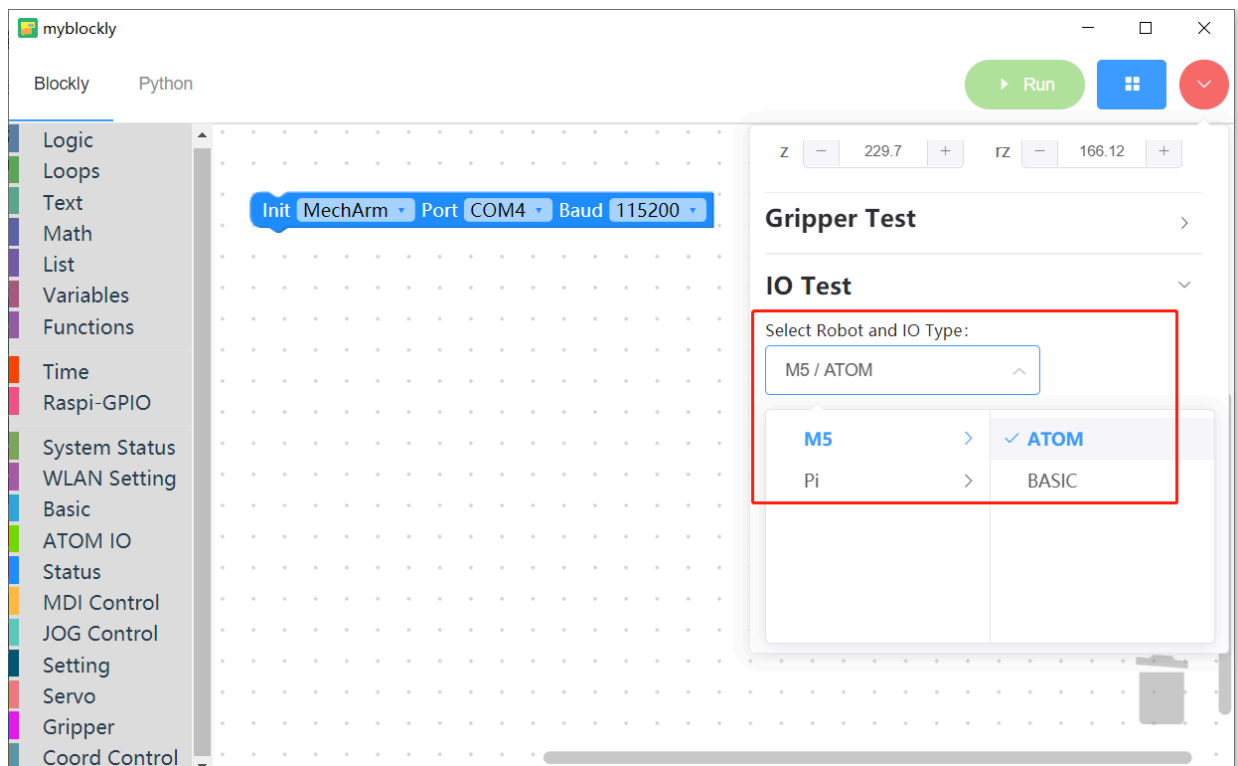 myblockly
Blockly Python
Run
Logic
Loops
Text
Math
List
Variables
Functions
Time
Raspi-GPIO
System Status
WLAN Setting
Basic
ATOM IO
Status
MDI Control
JOG Control
Setting
Servo
Gripper
Coord Control
Init MechArm Port COM4 Baud 115200
z − 229.7 + rz − 166.12 +
Gripper Test
IO Test
Select Robot and IO Type:
M5 / ATOM
M5 ATOM
Pi BASIC